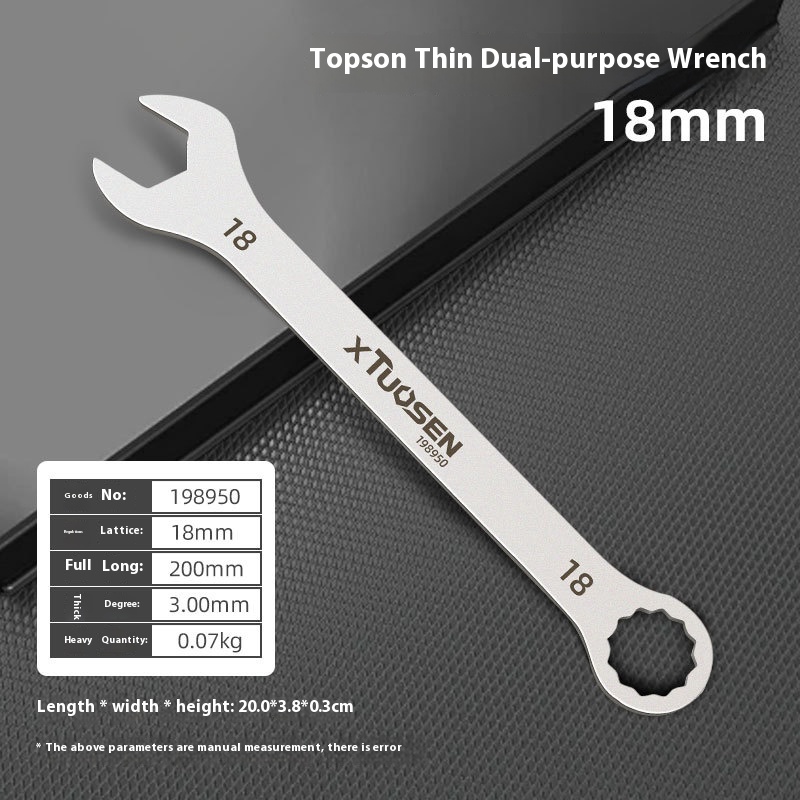 Topson Thin Dual-purpose Wrench
18mm
18
XTUOSEN
198950
18
Goods No: 198950
Lattice: 18mm
Full Long: 200mm
Thick Degree: 3.00mm
Heavy Quantity: 0.07kg
Length * width * height: 20.0*3.8*0.3cm
* The above parameters are manual measurement, there is error